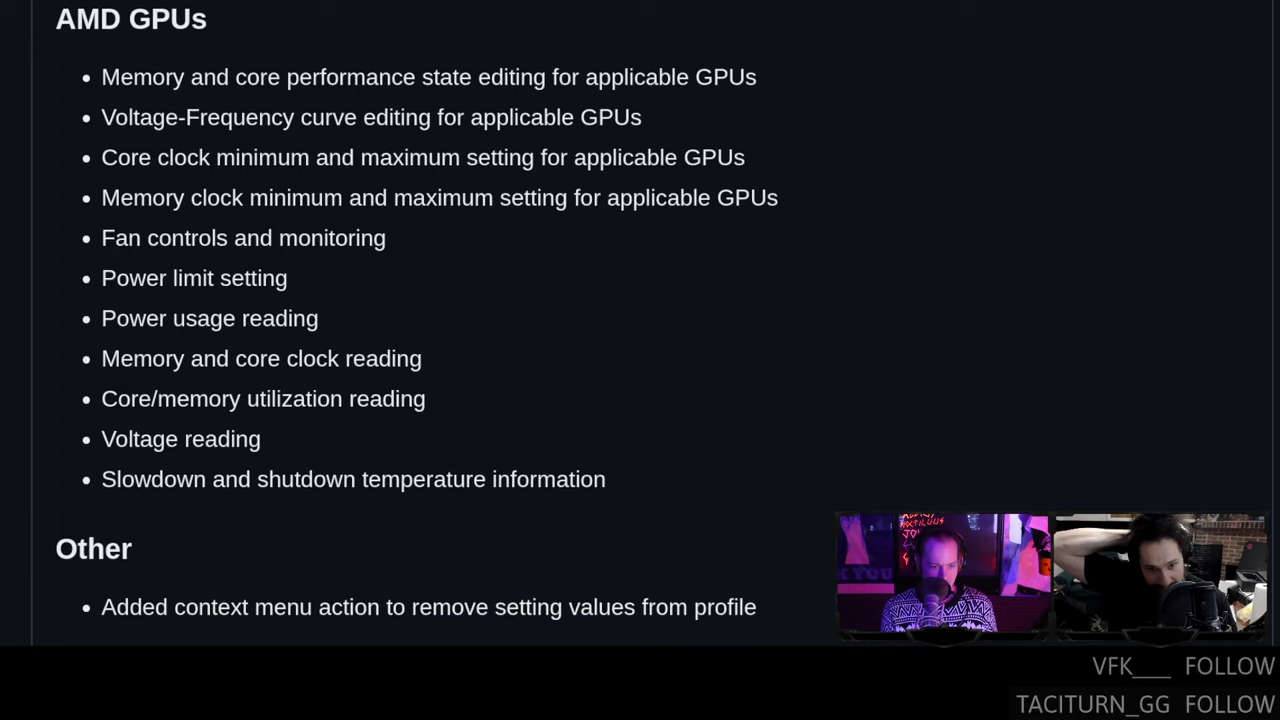 AMD GPUs
Memory and core performance state editing for applicable GPUs
Voltage-Frequency curve editing for applicable GPUs
Core clock minimum and maximum setting for applicable GPUs
Memory clock minimum and maximum setting for applicable GPUs
Fan controls and monitoring
Power limit setting
Power usage reading
Memory and core clock reading
Core/memory utilization reading
Voltage reading
Slowdown and shutdown temperature information
Other
Added context menu action to remove setting values from profile
VFK___ FOLLOW
TACITURN_GG FOLLOW